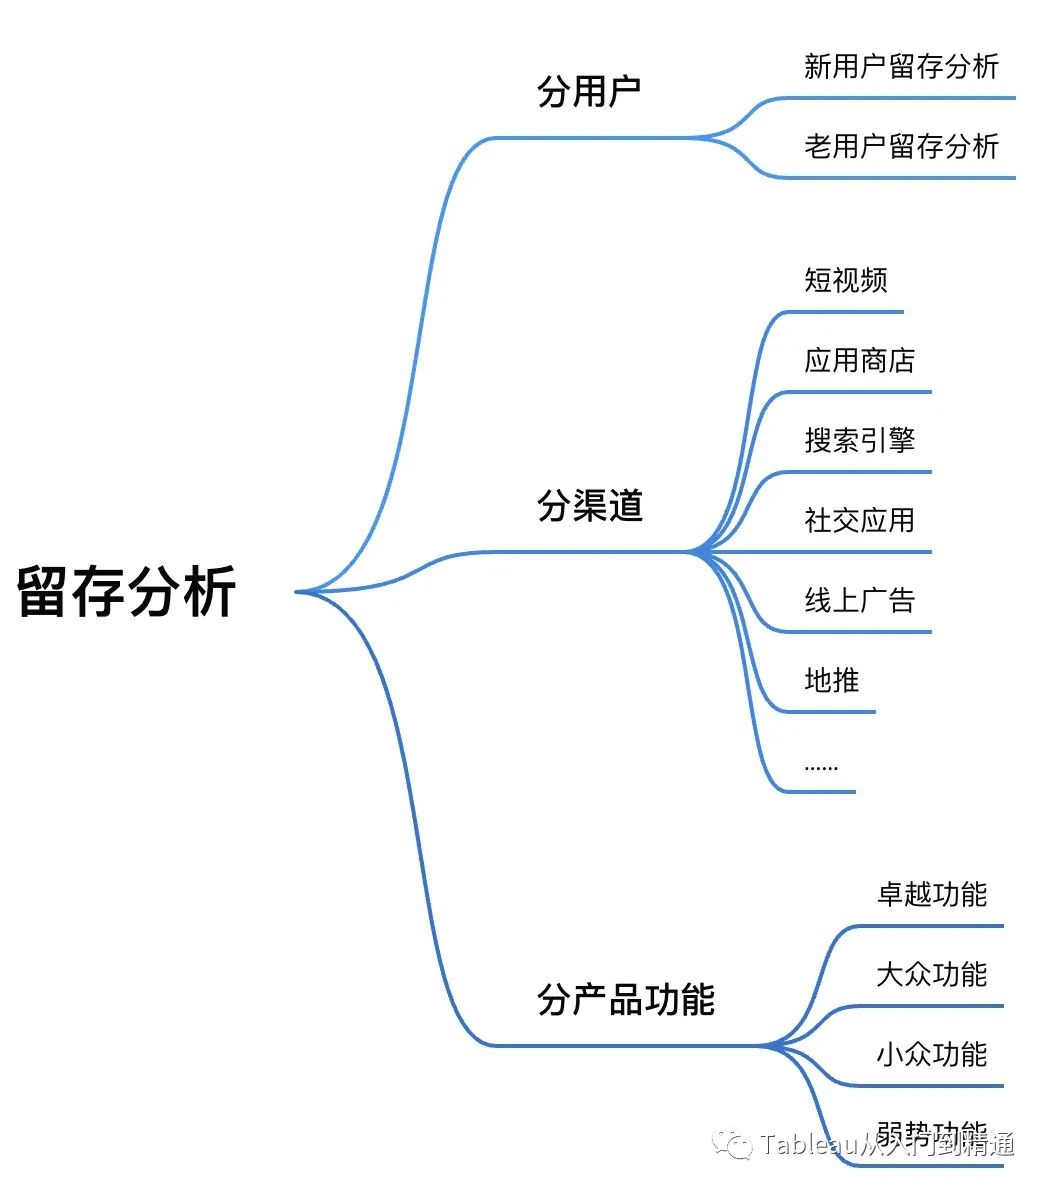 留存分析
分用户
新用户留存分析
老用户留存分析
分渠道
短视频
应用商店
搜索引擎
社交应用
线上广告
地推
......
分产品功能
卓越功能
大众功能
小众功能
弱势功能
Tableau从入门到精通